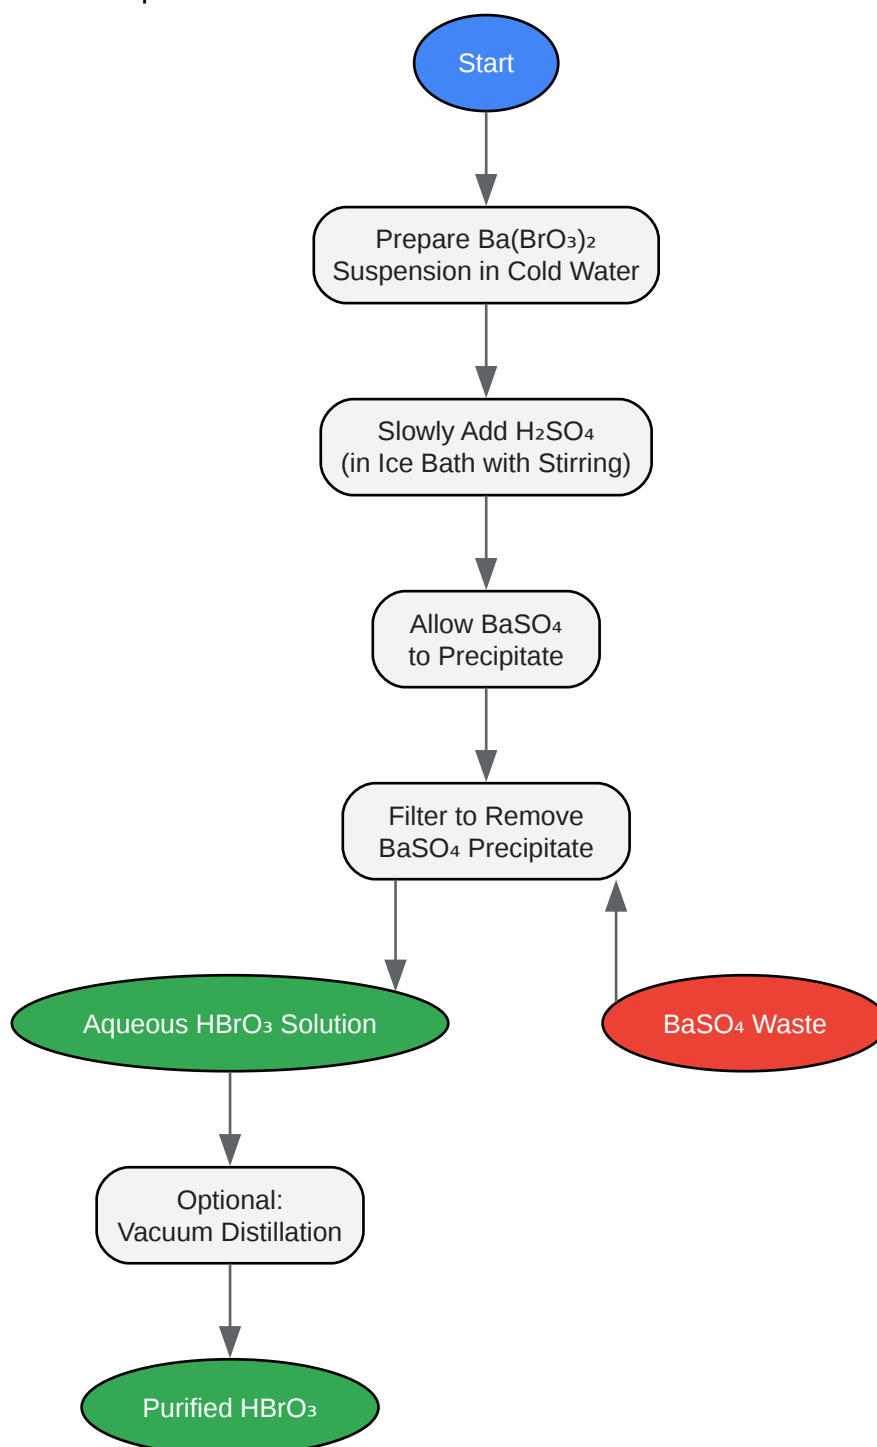 Start
Prepare Ba(BrO₃)₂
Suspension in Cold Water
Slowly Add H₂SO₄
(in Ice Bath with Stirring)
Allow BaSO₄
to Precipitate
Filter to Remove
BaSO₄ Precipitate
Aqueous HBrO₃ Solution
BaSO₄ Waste
Optional:
Vacuum Distillation
Purified HBrO₃